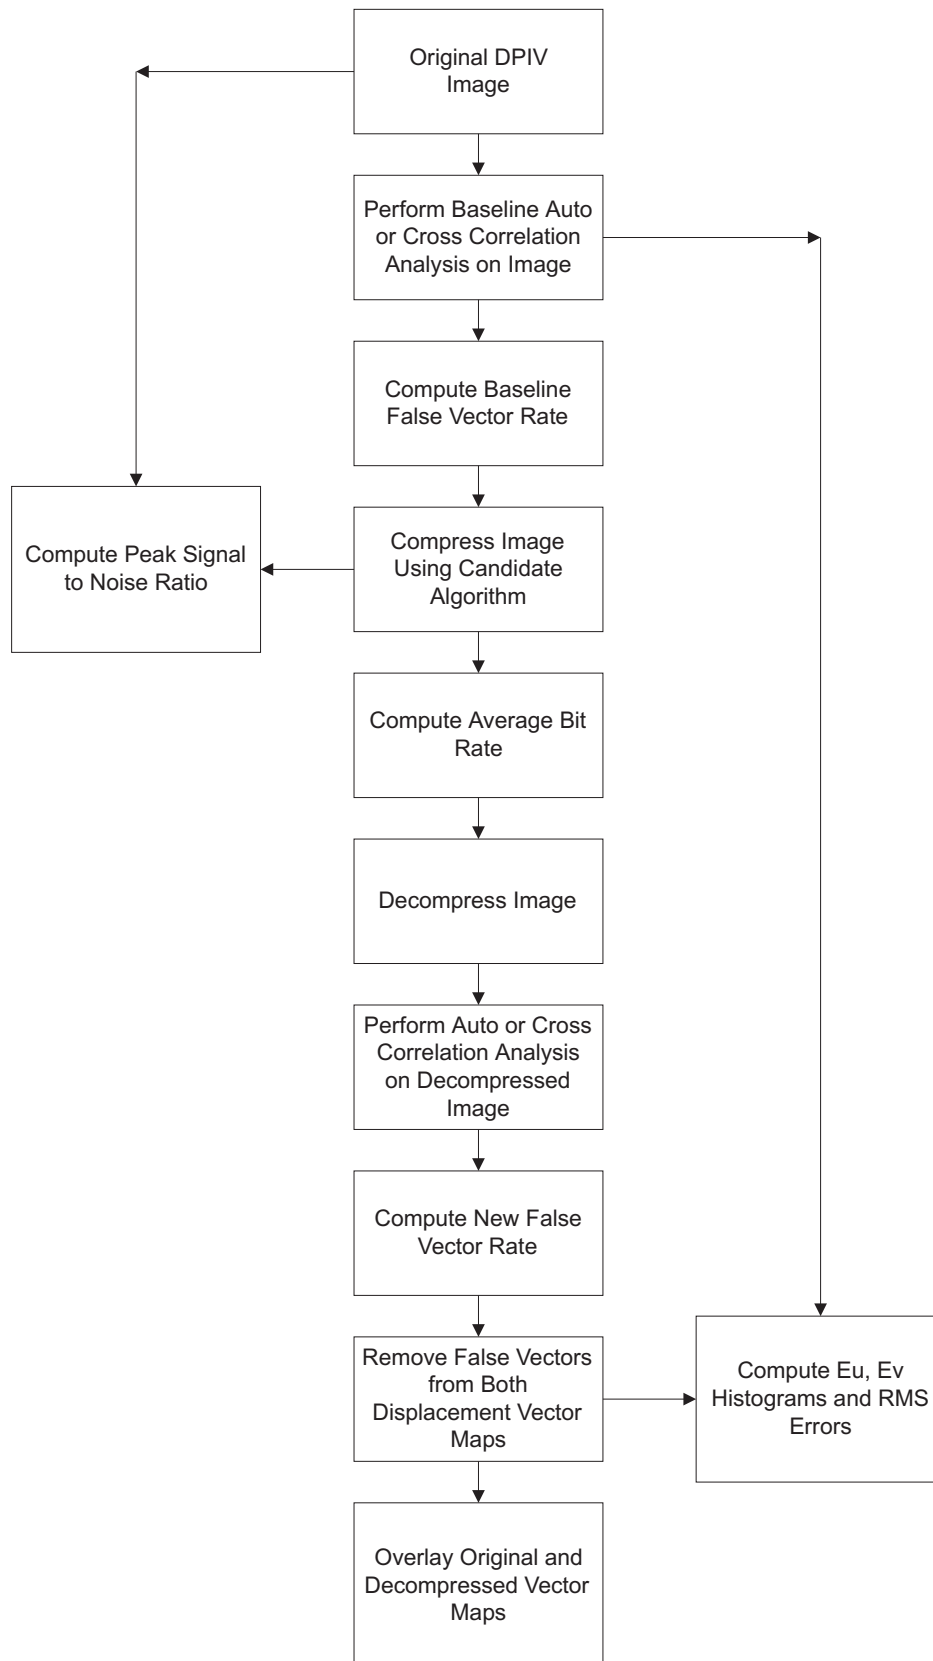 Original DPIV
Image
Perform Baseline Auto
or Cross Correlation
Analysis on Image
Compute Baseline
False Vector Rate
Compute Peak Signal
to Noise Ratio
Compress Image
Using Candidate
Algorithm
Compute Average Bit
Rate
Decompress Image
Perform Auto or Cross
Correlation Analysis
on Decompressed
Image
Compute New False
Vector Rate
Remove False Vectors
from Both
Displacement Vector
Maps
Compute Eu, Ev
Histograms and RMS
Errors
Overlay Original and
Decompressed Vector
Maps